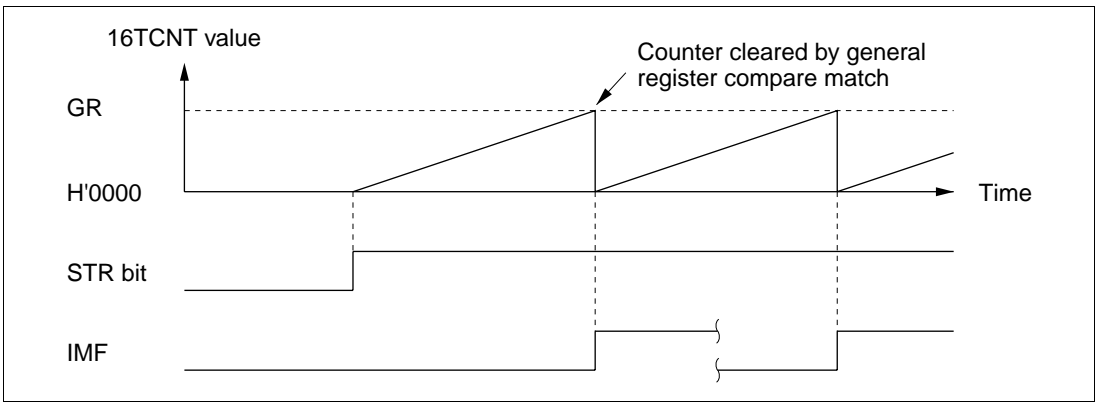 16TCNT value
Counter cleared by general
register compare match
GR
H'0000
Time
STR bit
IMF